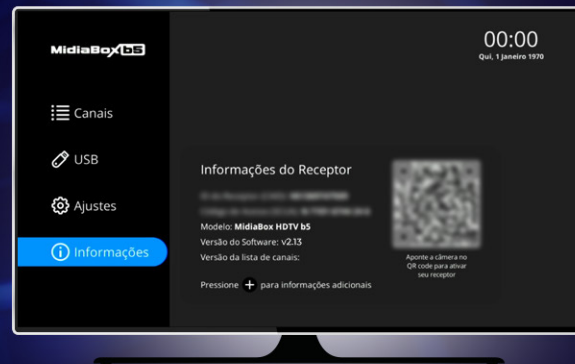 MidiaBox b5
00:00
Qui, 1 Janeiro 1970
Canais
USB
Ajustes
Informações
Informações do Receptor
Modelo: MidiaBox HDTV b5
Versão do Software: v2.13
Versão da lista de canais:
Pressione + para informações adicionais
Aponte a câmera no
QR code para ativar
seu receptor